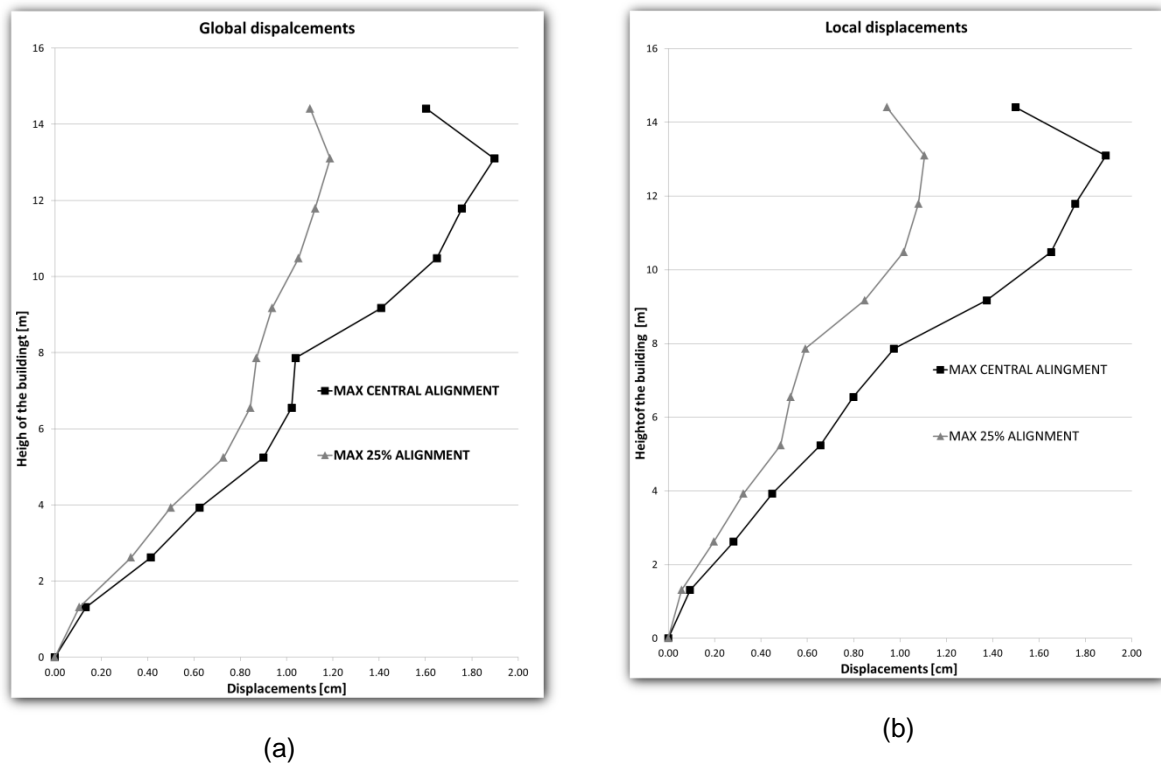 Global dispalcements
16
14
12
10
8
6
4
2
0
Heigh of the buildingt [m]
MAX CENTRAL ALIGNMENT
MAX 25% ALIGNMENT
0.00 0.20 0.40 0.60 0.80 1.00 1.20 1.40 1.60 1.80 2.00
Displacements [cm]
(a)
Local displacements
16
14
12
10
8
6
4
2
0
Heightof the building [m]
MAX CENTRAL ALINGMENT
MAX 25% ALIGNMENT
0.00 0.20 0.40 0.60 0.80 1.00 1.20 1.40 1.60 1.80 2.00
Displacements [cm]
(b)